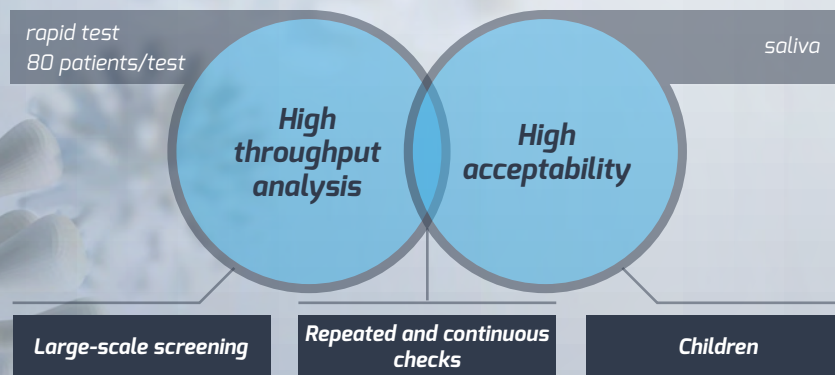 rapid test
80 patients/test
saliva
High
throughput
analysis
High
acceptability
Large-scale screening
Repeated and continuous
checks
Children